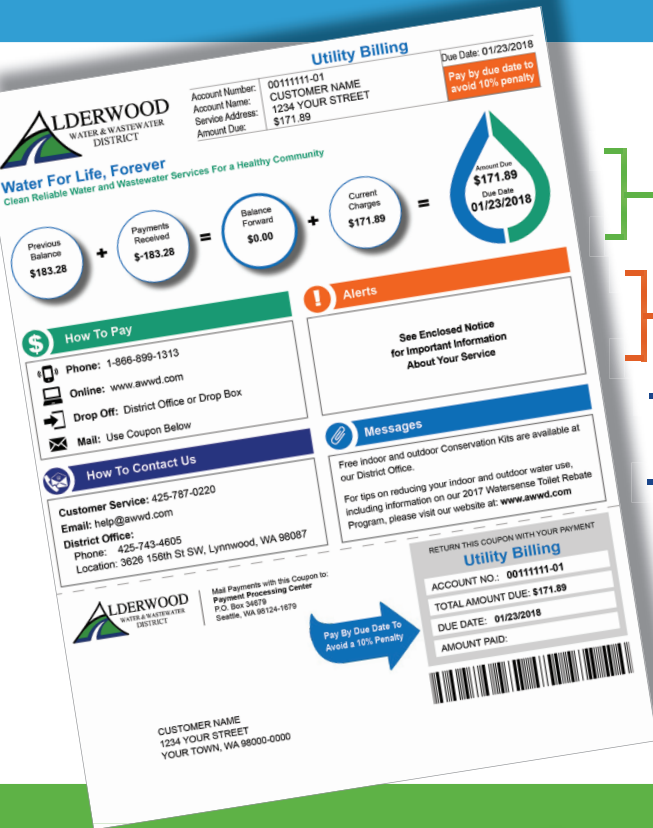 Utility Billing
Account Number: 00111111-01
Account Name: CUSTOMER NAME
Service Address: 1234 YOUR STREET
Amount Due: $171.89
Due Date: 01/23/2018
Pay by due date to
avoid 10% penalty
ALDERWOOD
WATER & WASTEWATER
DISTRICT
Water For Life, Forever
Clean Reliable Water and Wastewater Services For a Healthy Community
Previous
Balance
$183.28
+
Payments
Received
$-183.28
=
Balance
Forward
$0.00
+
Current
Charges
$171.89
=
Amount Due
$171.89
Due Date
01/23/2018
$ How To Pay
Phone: 1-866-899-1313
Online: www.awwd.com
Drop Off: District Office or Drop Box
Mail: Use Coupon Below
! Alerts
See Enclosed Notice
for Important Information
About Your Service
How To Contact Us
Customer Service: 425-787-0220
Email: help@awwd.com
District Office:
Phone: 425-743-4605
Location: 3626 156th St SW, Lynnwood, WA 98087
Messages
Free indoor and outdoor Conservation Kits are available at
our District Office.
For tips on reducing your indoor and outdoor water use,
including information on our 2017 Watersense Toilet Rebate
Program, please visit our website at: www.awwd.com
ALDERWOOD
WATER & WASTEWATER
DISTRICT
Mail Payments with this Coupon to:
Payment Processing Center
P.O. Box 34679
Seattle, WA 98124-1679
Pay By Due Date To
Avoid a 10% Penalty
RETURN THIS COUPON WITH YOUR PAYMENT
Utility Billing
ACCOUNT NO.: 00111111-01
TOTAL AMOUNT DUE: $171.89
DUE DATE: 01/23/2018
AMOUNT PAID:
CUSTOMER NAME
1234 YOUR STREET
YOUR TOWN, WA 98000-0000